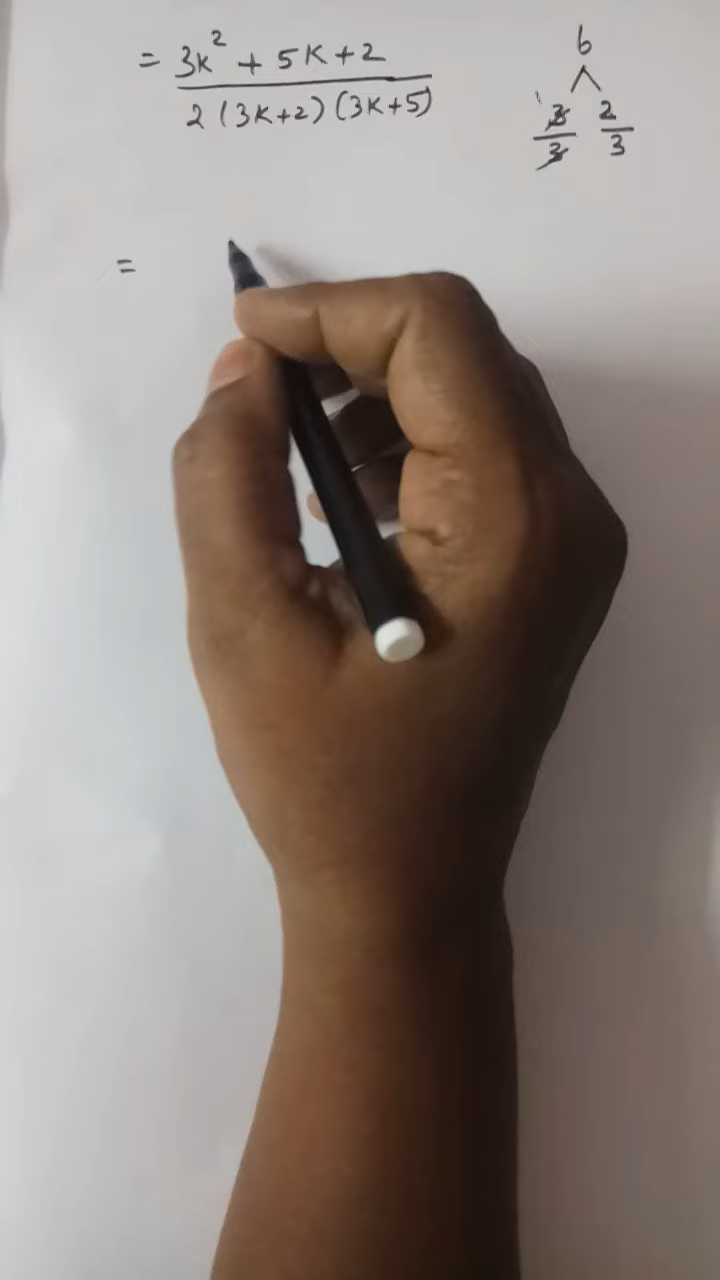 = 3k² + 5k + 2
2 (3k+2) (3k+5)
6
3 2
3 3
=